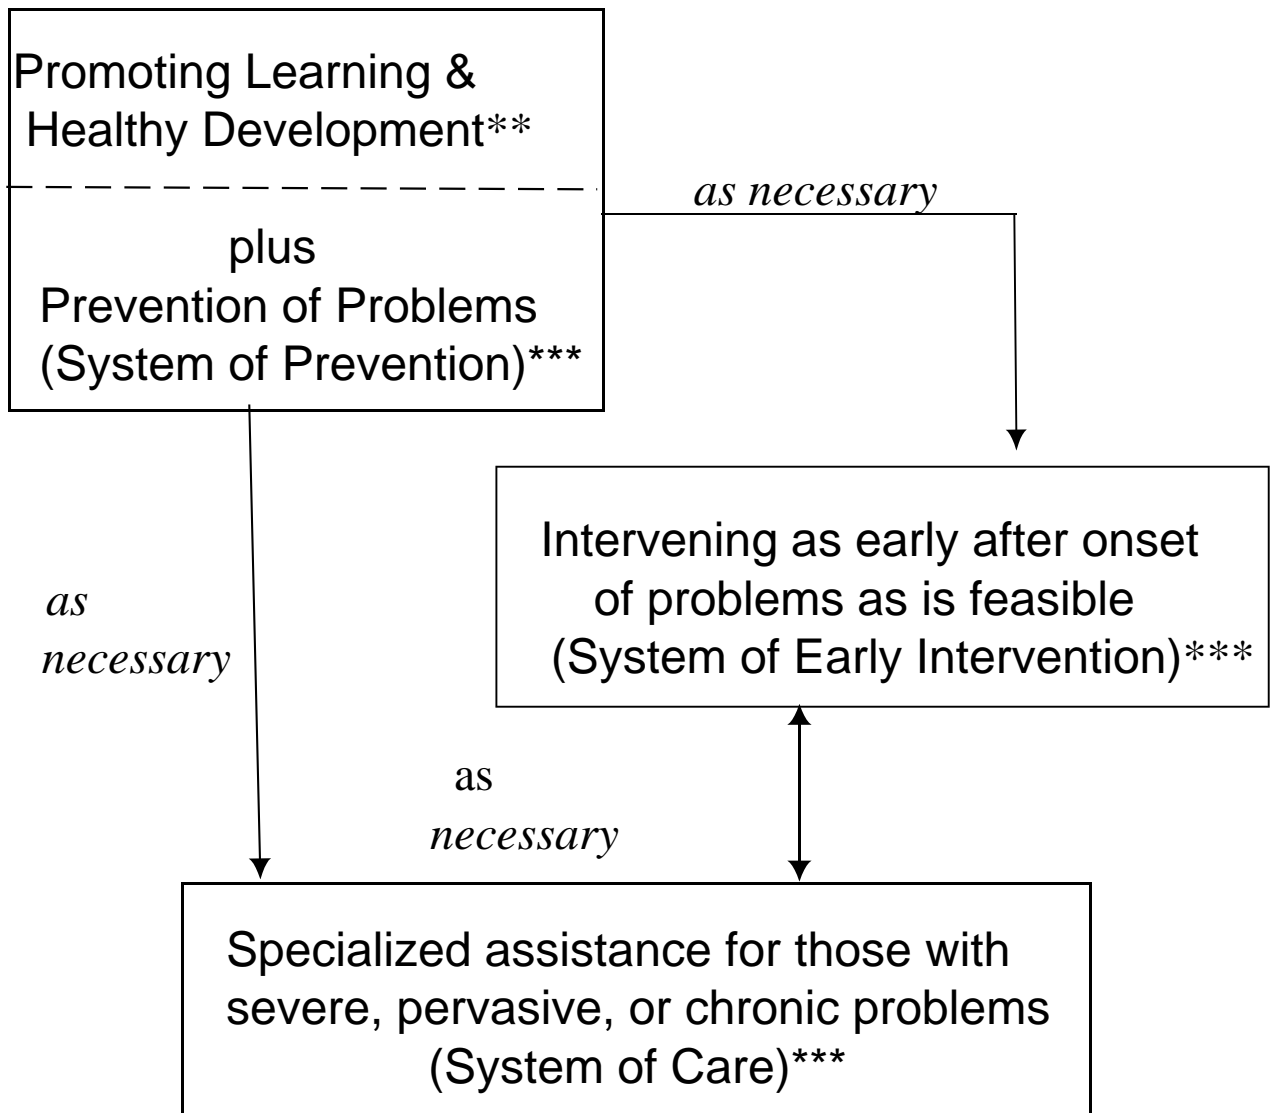 Promoting Learning &
Healthy Development**
as necessary
plus
Prevention of Problems
(System of Prevention)***
Intervening as early after onset
of problems as is feasible
(System of Early Intervention)***
as
necessary
as
necessary
Specialized assistance for those with
severe, pervasive, or chronic problems
(System of Care)***